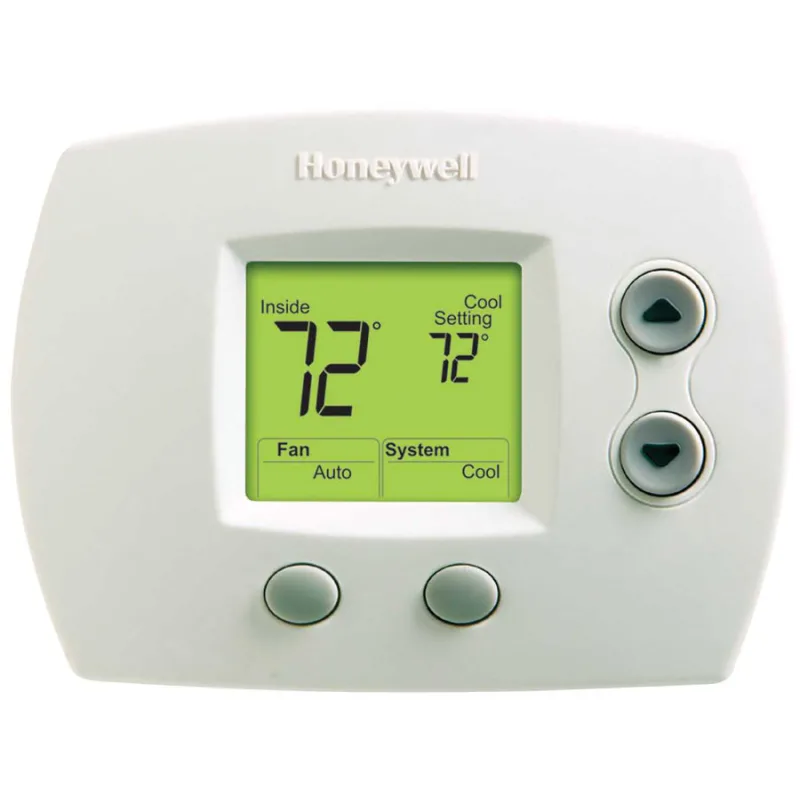 Honeywell
Inside
Cool
Setting
72°
72°
Fan
System
Auto
Cool